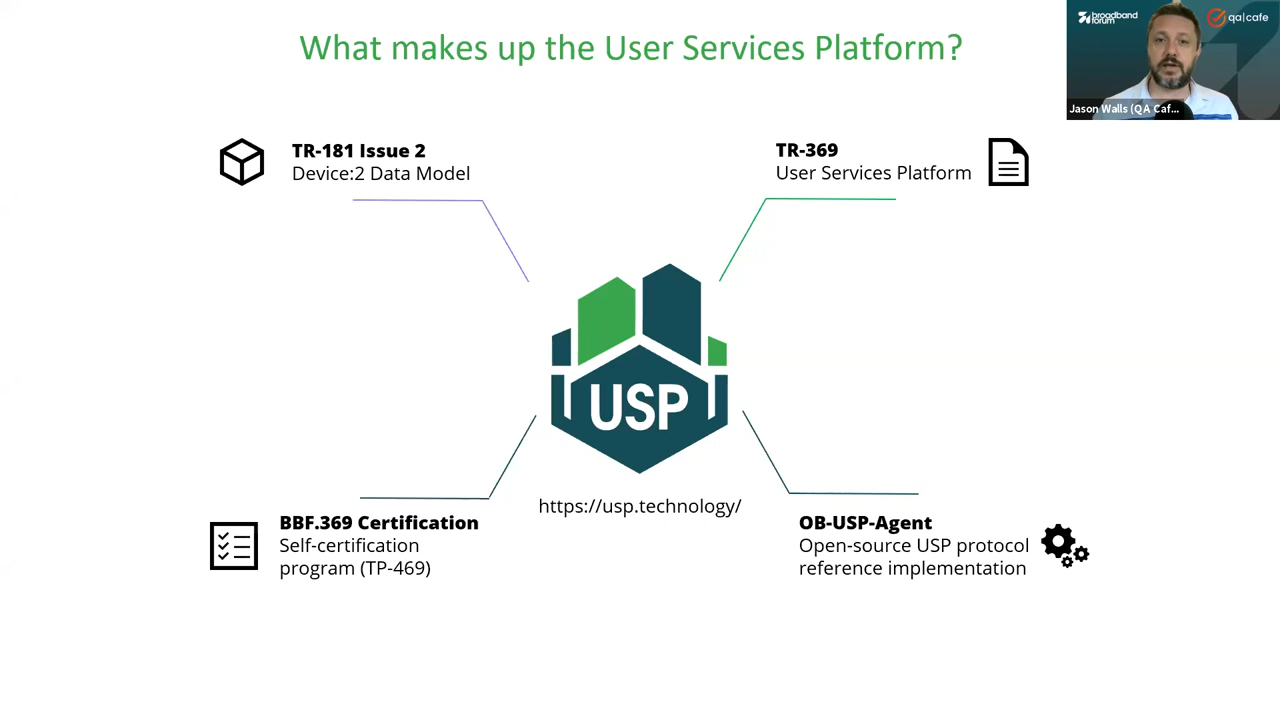 What makes up the User Services Platform?
broadband
forum
qa|cafe
Jason Walls (QA Caf...
TR-181 Issue 2
Device:2 Data Model
TR-369
User Services Platform
USP
https://usp.technology/
BBF.369 Certification
Self-certification
program (TP-469)
OB-USP-Agent
Open-source USP protocol
reference implementation